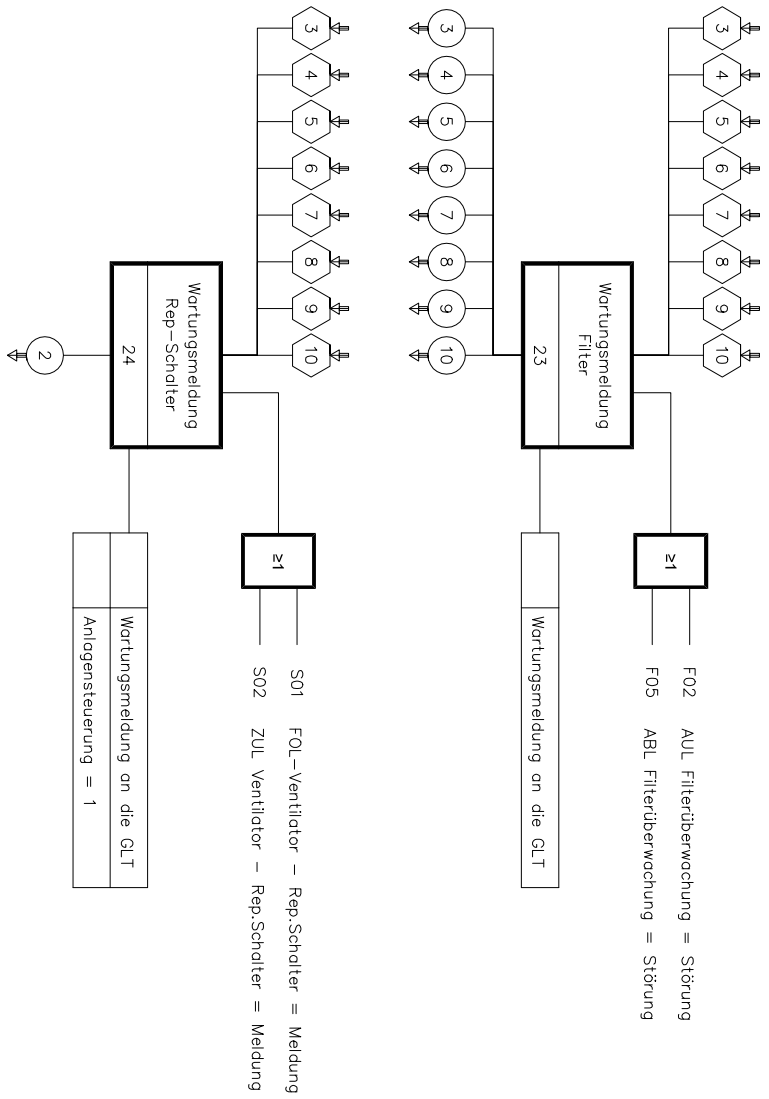 3 4 5 6 7 8 9 10
F02 AUL Filterüberwachung = Störung
≥1
F05 ABL Filterüberwachung = Störung
Wartungsmeldung
Filter
23
Wartungsmeldung an die GLT
3 4 5 6 7 8 9 10
3 4 5 6 7 8 9 10
S01 FOL-Ventilator - Rep.Schalter = Meldung
≥1
S02 ZUL Ventilator - Rep.Schalter = Meldung
Wartungsmeldung
Rep-Schalter
24
Wartungsmeldung an die GLT
Anlagensteuerung = 1
2